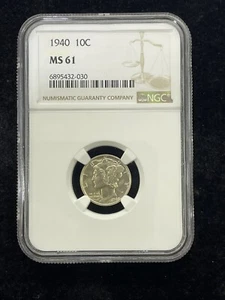 1940 10C
MS 61
6895432-030
NUMISMATIC GUARANTY COMPANY
NGC